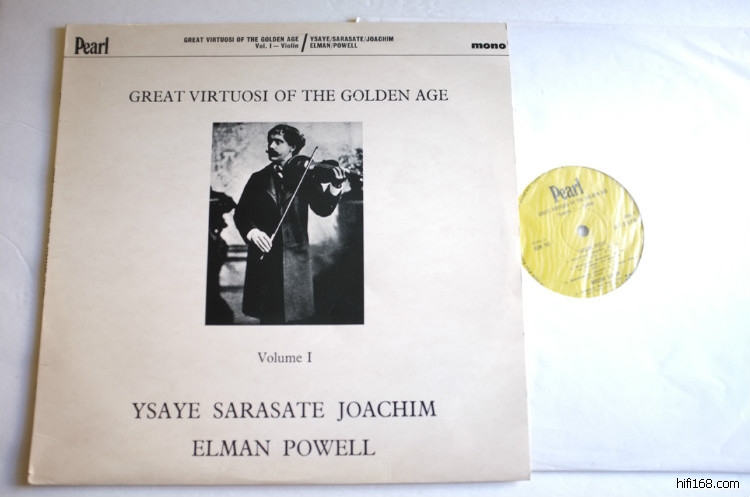 Pearl
GREAT VIRTUOSI OF THE GOLDEN AGE
Vol. I — Violin
YSAYE/SARASATE/JOACHIM
ELMAN/POWELL
mono
GREAT VIRTUOSI OF THE GOLDEN AGE
Volume I
YSAYE SARASATE JOACHIM
ELMAN POWELL
Pearl
hifi168.com